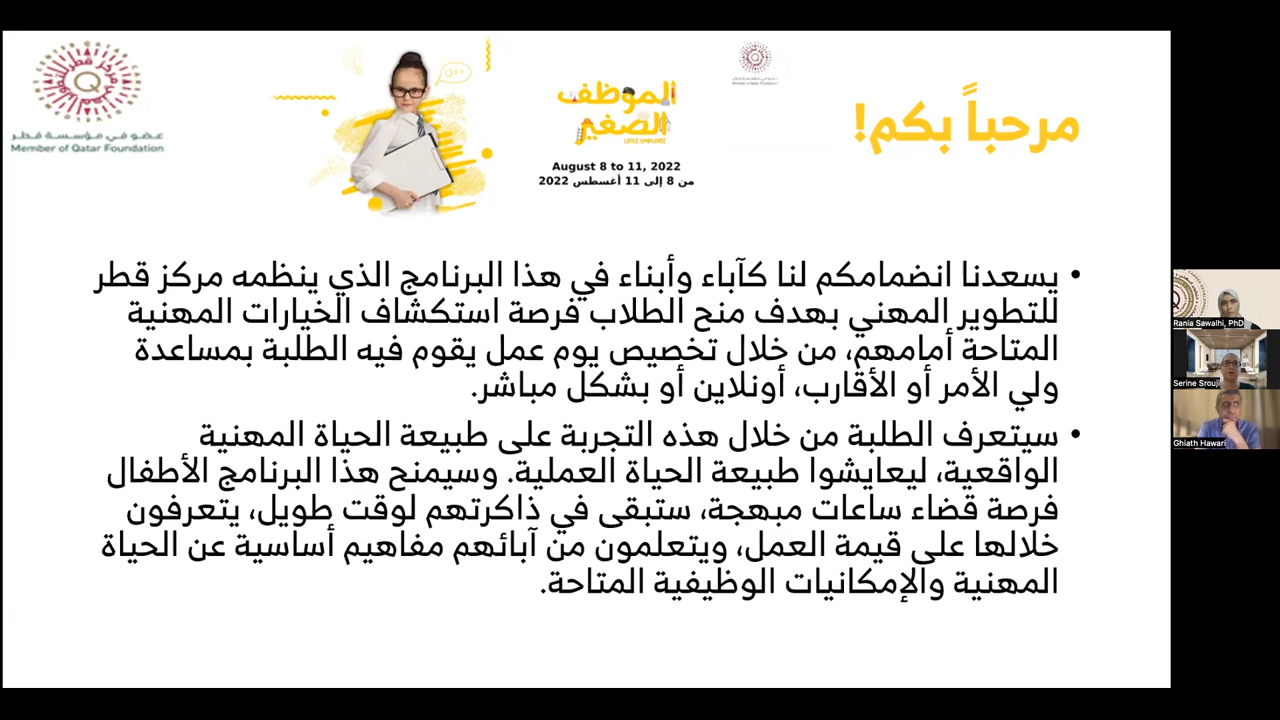 عضو في مؤسسة قطر
Member of Qatar Foundation
الموظف
الصغير
LITTLE EMPLOYEE
August 8 to 11, 2022
من 8 إلى 11 أغسطس 2022
مرحباً بكم!
• يسعدنا انضمامكم لنا كآباء وأبناء في هذا البرنامج الذي ينظمه مركز قطر
للتطوير المهني بهدف منح الطلاب فرصة استكشاف الخيارات المهنية
المتاحة أمامهم، من خلال تخصيص يوم عمل يقوم فيه الطلبة بمساعدة
ولي الأمر أو الأقارب، أونلاين أو بشكل مباشر.
• سيتعرف الطلبة من خلال هذه التجربة على طبيعة الحياة المهنية
الواقعية، ليعايشوا طبيعة الحياة العملية. وسيمنح هذا البرنامج الأطفال
فرصة قضاء ساعات مبهجة، ستبقى في ذاكرتهم لوقت طويل، يتعرفون
خلالها على قيمة العمل، ويتعلمون من آبائهم مفاهيم أساسية عن الحياة
المهنية والإمكانيات الوظيفية المتاحة.
Rania Sawalhi, PhD
Serine Srouji
Ghiath Hawari